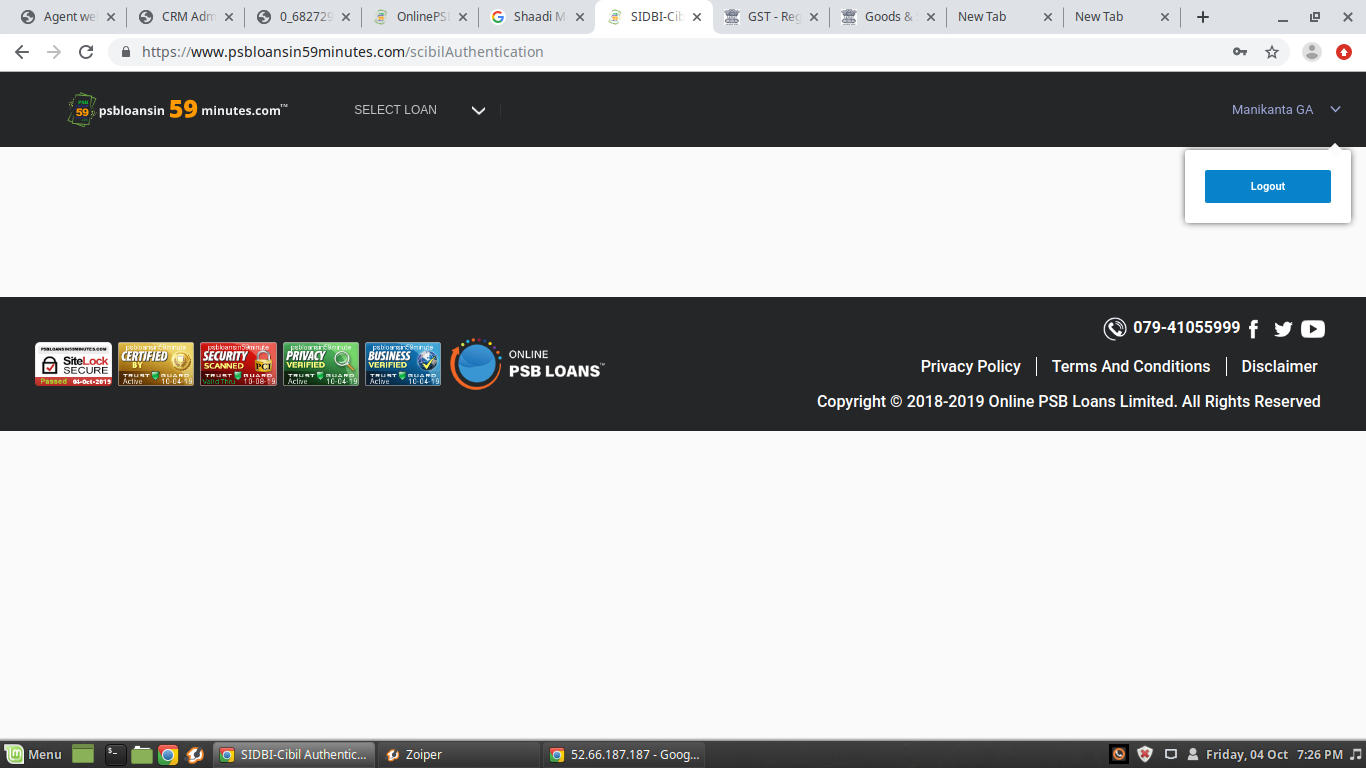 Agent we
CRM Adm
0_682729
OnlinePS
Shaadi M
SIDBI-Cib
GST - Reg
Goods &
New Tab
New Tab
https://www.psbloansin59minutes.com/scibilAuthentication
psbloansin 59 minutes.com™
SELECT LOAN
Manikanta GA
Logout
079-41055999
PSBLOANSIN59MINUTES.COM
SiteLock
SECURE
Passed 04-Oct-2019
psbloansin59minute
CERTIFIED
BY
TRUST GUARD
Active 10-04-19
psbloansin59minute
SECURITY
SCANNED PCI
TRUST GUARD
Valid Thru 10-08-19
psbloansin59minute
PRIVACY
VERIFIED
TRUST GUARD
Active 10-04-19
psbloansin59minute
BUSINESS
VERIFIED
TRUST GUARD
Active 10-04-19
ONLINE
PSB LOANS™
Privacy Policy
Terms And Conditions
Disclaimer
Copyright © 2018-2019 Online PSB Loans Limited. All Rights Reserved
Menu
SIDBI-Cibil Authentic...
Zoiper
52.66.187.187 - Goog...
Friday, 04 Oct 7:26 PM